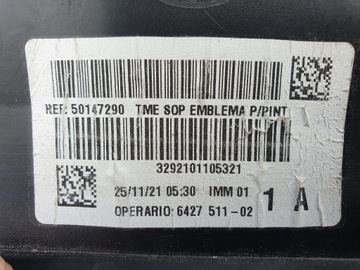 REF: 50147290 TME SOP EMBLEMA P/PINT
3292101105321
25/11/21 05:30 IMM 01
OPERARIO: 6427 511-02
1 A